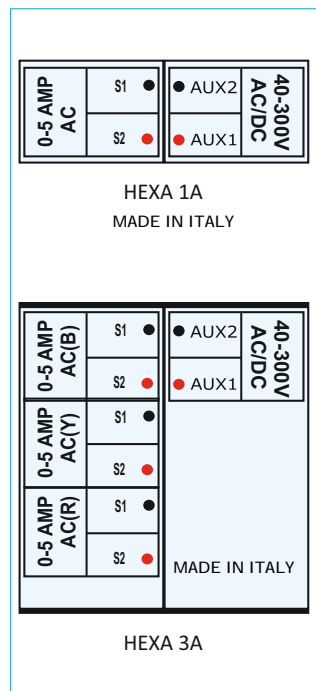 0-5 AMP
AC
S1
S2
AUX2
AUX1
40-300V
AC/DC
HEXA 1A
MADE IN ITALY
0-5 AMP
AC(B)
S1
S2
AUX2
AUX1
40-300V
AC/DC
0-5 AMP
AC(Y)
S1
S2
0-5 AMP
AC(R)
S1
S2
MADE IN ITALY
HEXA 3A